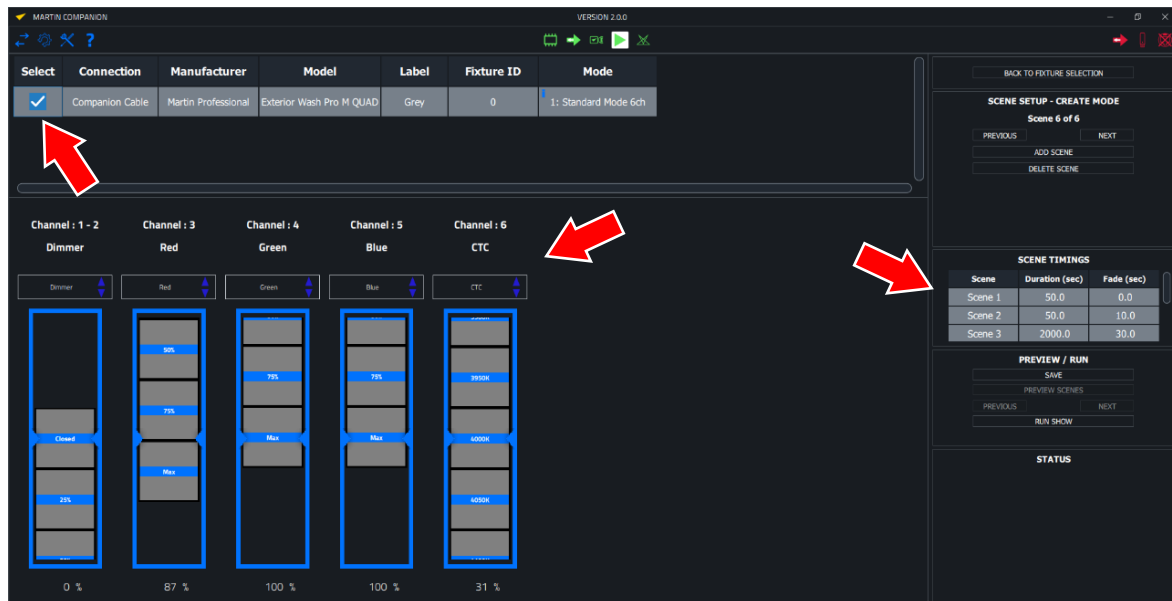 MARTIN COMPANION
VERSION 2.0.0
Select Connection Manufacturer Model Label Fixture ID Mode
Companion Cable Martin Professional Exterior Wash Pro M QUAD Grey 0 1: Standard Mode 6ch
BACK TO FIXTURE SELECTION
SCENE SETUP - CREATE MODE
Scene 6 of 6
PREVIOUS NEXT
ADD SCENE
DELETE SCENE
Channel : 1 - 2 Channel : 3 Channel : 4 Channel : 5 Channel : 6
Dimmer Red Green Blue CTC
Dimmer Red Green Blue CTC
50%
75% 75% 3950K
75%
Closed Max Max 4000K
Max
25% 4050K
0 % 87 % 100 % 100 % 31 %
SCENE TIMINGS
Scene Duration (sec) Fade (sec)
Scene 1 50.0 0.0
Scene 2 50.0 10.0
Scene 3 2000.0 30.0
PREVIEW / RUN
SAVE
PREVIEW SCENES
PREVIOUS NEXT
RUN SHOW
STATUS